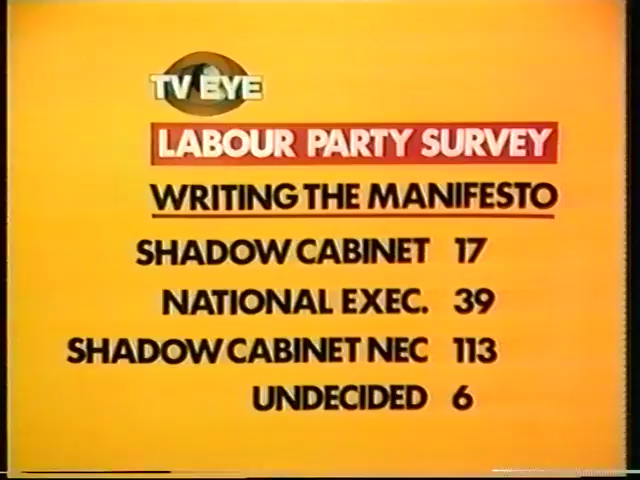 TV EYE
LABOUR PARTY SURVEY
WRITING THE MANIFESTO
SHADOW CABINET 17
NATIONAL EXEC. 39
SHADOW CABINET NEC 113
UNDECIDED 6